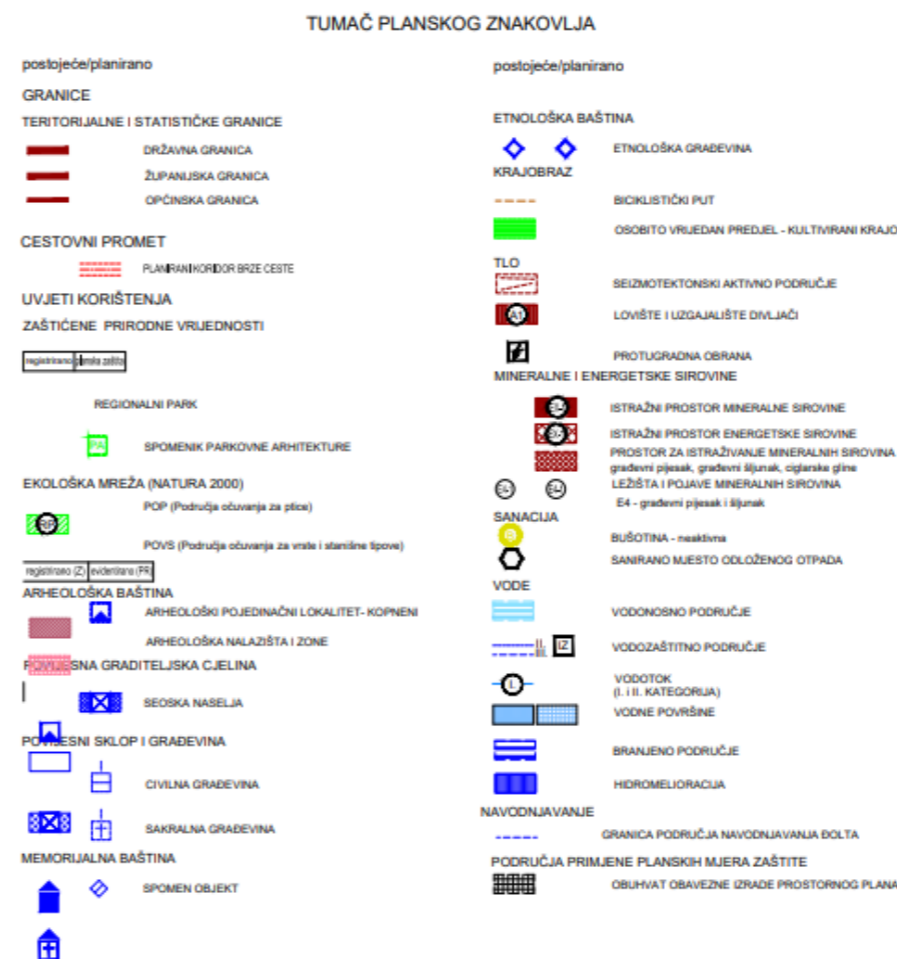 TUMAČ PLANSKOG ZNAKOVLJA
postojeće/planirano
GRANICE
TERITORIJALNE I STATISTIČKE GRANICE
DRŽAVNA GRANICA
ŽUPANIJSKA GRANICA
OPĆINSKA GRANICA
CESTOVNI PROMET
PLANIRANI KORIDOR BRZE CESTE
UVJETI KORIŠTENJA
ZAŠTIĆENE PRIRODNE VRIJEDNOSTI
registrirano planska zaštita
REGIONALNI PARK
PA SPOMENIK PARKOVNE ARHITEKTURE
EKOLOŠKA MREŽA (NATURA 2000)
POP (Područja očuvanja za ptice)
RP
POVS (Područja očuvanja za vrste i stanišne tipove)
registrirano (Z) evidentirano (PR)
ARHEOLOŠKA BAŠTINA
ARHEOLOŠKI POJEDINAČNI LOKALITET- KOPNENI
ARHEOLOŠKA NALAZIŠTA I ZONE
POVIJESNA GRADITELJSKA CJELINA
SEOSKA NASELJA
POVIJESNI SKLOP I GRAĐEVINA
CIVILNA GRAĐEVINA
SAKRALNA GRAĐEVINA
MEMORIJALNA BAŠTINA
SPOMEN OBJEKT
postojeće/planirano
ETNOLOŠKA BAŠTINA
ETNOLOŠKA GRAĐEVINA
KRAJOBRAZ
BICIKLISTIČKI PUT
OSOBITO VRIJEDAN PREDJEL - KULTIVIRANI KRAJO
TLO
SEIZMOTEKTONSKI AKTIVNO PODRUČJE
A1 LOVIŠTE I UZGAJALIŠTE DIVLJAČI
PROTUGRADNA OBRANA
MINERALNE I ENERGETSKE SIROVINE
ISTRAŽNI PROSTOR MINERALNE SIROVINE
ISTRAŽNI PROSTOR ENERGETSKE SIROVINE
PROSTOR ZA ISTRAŽIVANJE MINERALNIH SIROVINA
građevni pijesak, građevni šljunak, ciglarske gline
LEŽIŠTA I POJAVE MINERALNIH SIROVINA
E4 - građevni pijesak i šljunak
SANACIJA
BUŠOTINA - neaktivna
SANIRANO MJESTO ODLOŽENOG OTPADA
VODE
VODONOSNO PODRUČJE
II. III. IZ VODOZAŠTITNO PODRUČJE
I. VODOTOK
(I. i II. KATEGORIJA)
VODNE POVRŠINE
BRANJENO PODRUČJE
HIDROMELIORACIJA
NAVODNJAVANJE
GRANICA PODRUČJA NAVODNJAVANJA ĐOLTA
PODRUČJA PRIMJENE PLANSKIH MJERA ZAŠTITE
OBUHVAT OBAVEZNE IZRADE PROSTORNOG PLANA